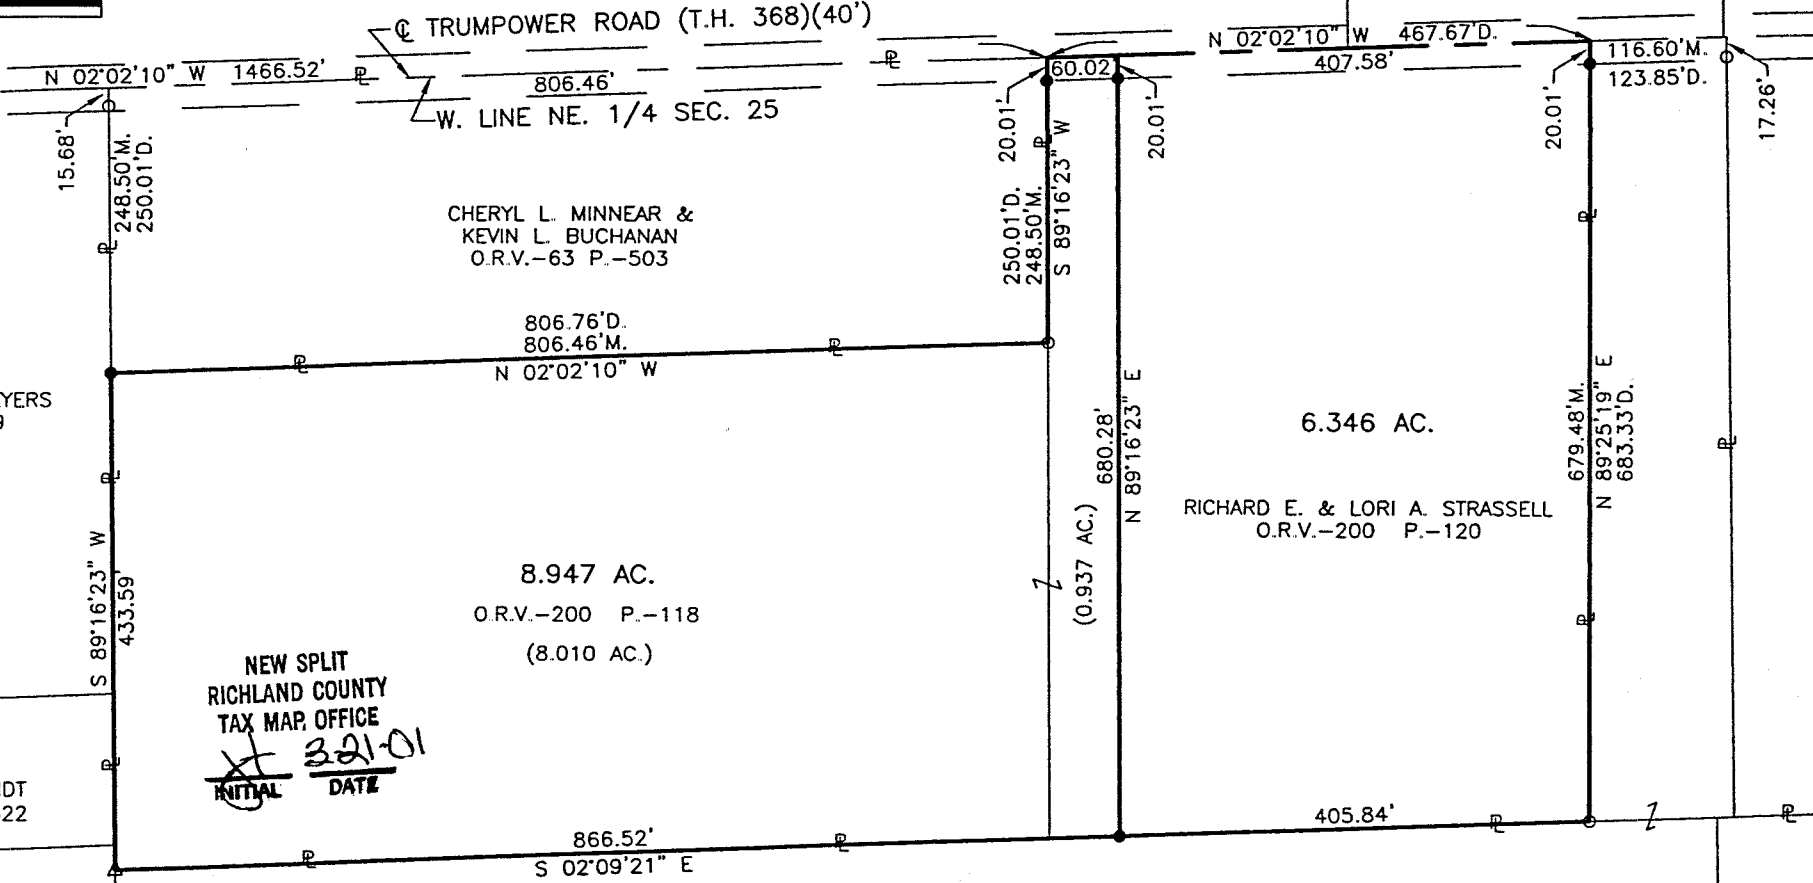 ℄ TRUMPOWER ROAD (T.H. 368)(40')
N 02°02'10" W 1466.52'
806.46'
W. LINE NE. 1/4 SEC. 25
60.02
N 02°02'10" W 467.67'D.
407.58'
116.60'M.
123.85'D.
15.68'
248.50'M.
250.01'D.
20.01'
20.01'
20.01'
17.26'
CHERYL L. MINNEAR &
KEVIN L. BUCHANAN
O.R.V.-63 P.-503
250.01'D.
248.50'M.
S 89°16'23" W
806.76'D.
806.46'M.
N 02°02'10" W
YERS
9
680.28'
N 89°16'23" E
6.346 AC.
679.48'M.
N 89°25'19" E
683.33'D.
RICHARD E. & LORI A. STRASSELL
O.R.V.-200 P.-120
(0.937 AC.)
S 89°16'23" W
433.59'
8.947 AC.
O.R.V.-200 P.-118
(8.010 AC.)
NEW SPLIT
RICHLAND COUNTY
TAX MAP OFFICE
3-21-01
INITIAL DATE
DT
22
866.52'
S 02°09'21" E
405.84'